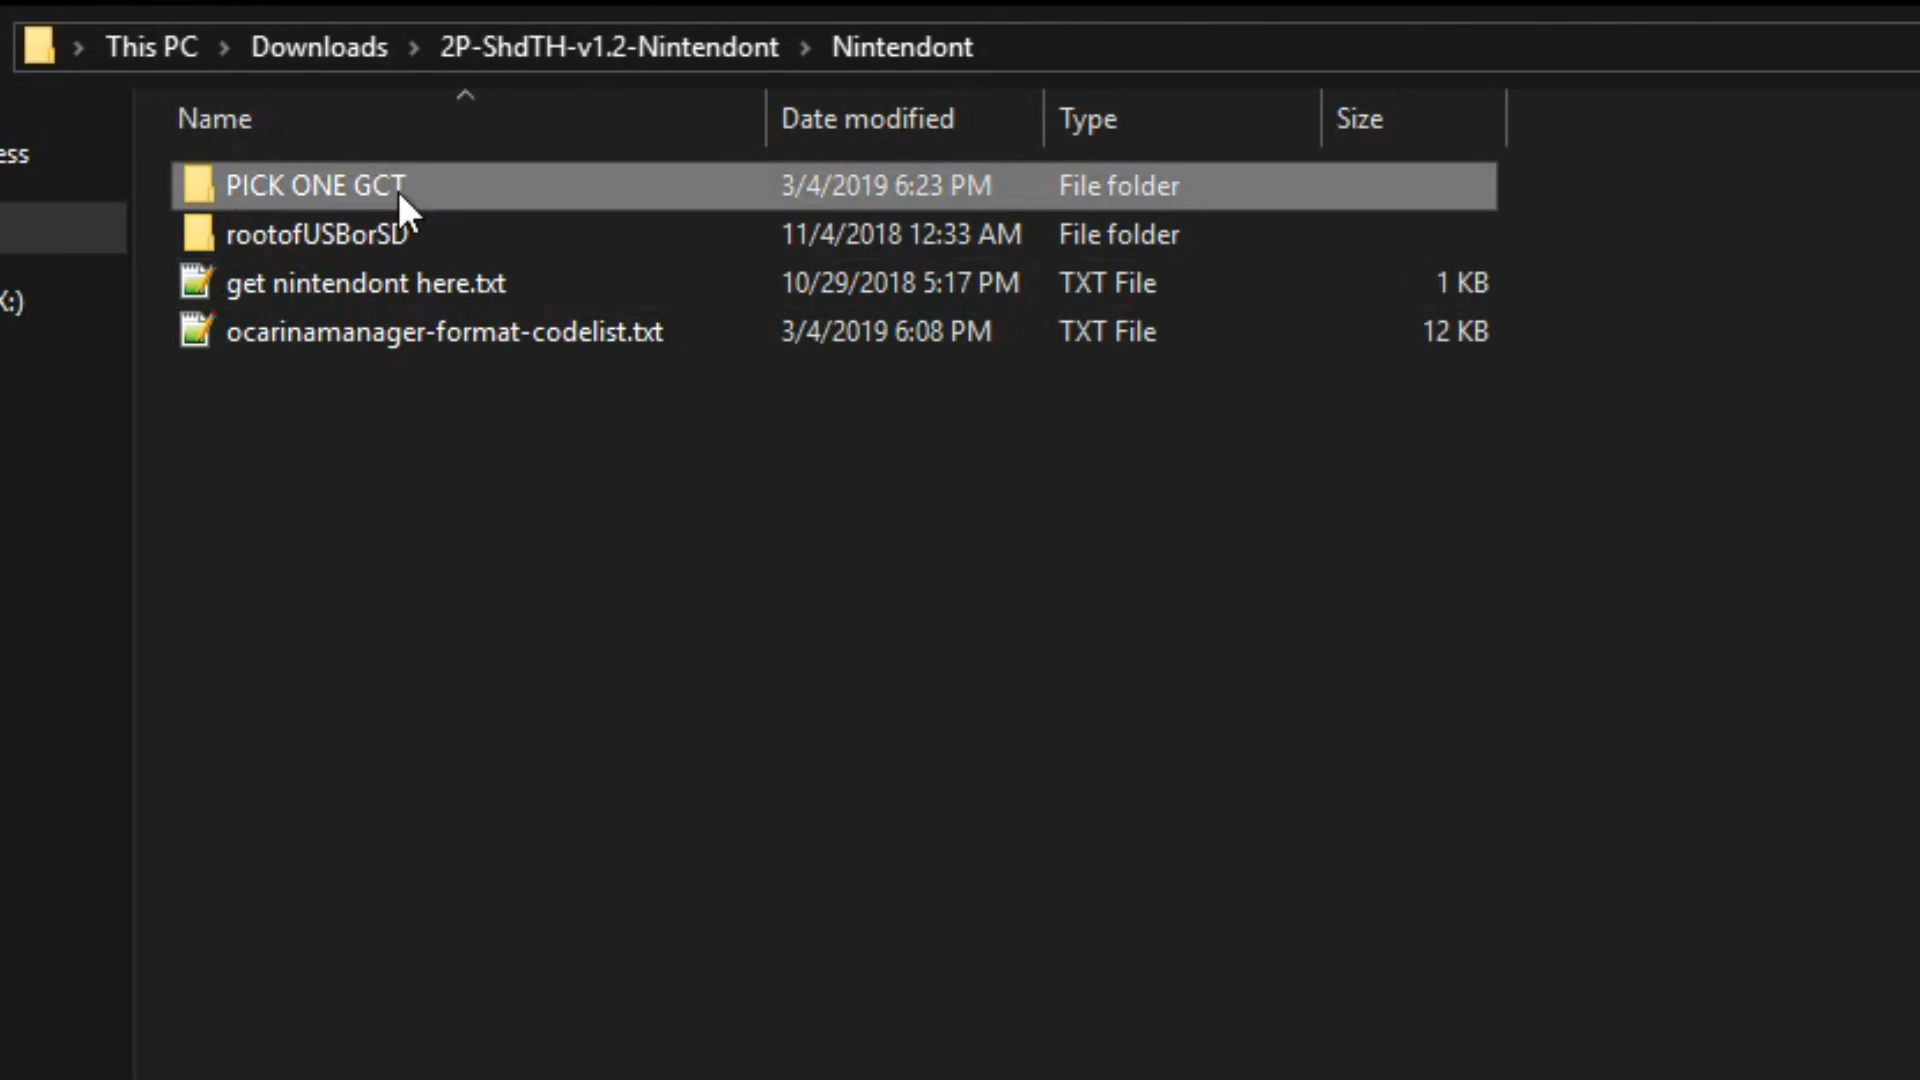 This PC > Downloads > 2P-ShdTH-v1.2-Nintendont > Nintendont
Name Date modified Type Size
ess
PICK ONE GCT 3/4/2019 6:23 PM File folder
rootofUSBorSD 11/4/2018 12:33 AM File folder
get nintendont here.txt 10/29/2018 5:17 PM TXT File 1 KB
:)
ocarinamanager-format-codelist.txt 3/4/2019 6:08 PM TXT File 12 KB